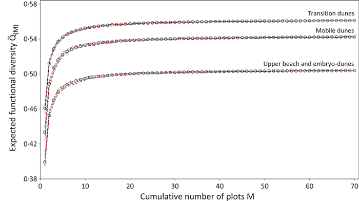 0·58
0·54
0·50
0·46
0·42
0·38
Expected functional diversity Q̄(M)
Transition dunes
Mobile dunes
Upper beach and embryo-dunes
0 10 20 30 40 50 60 70
Cumulative number of plots M